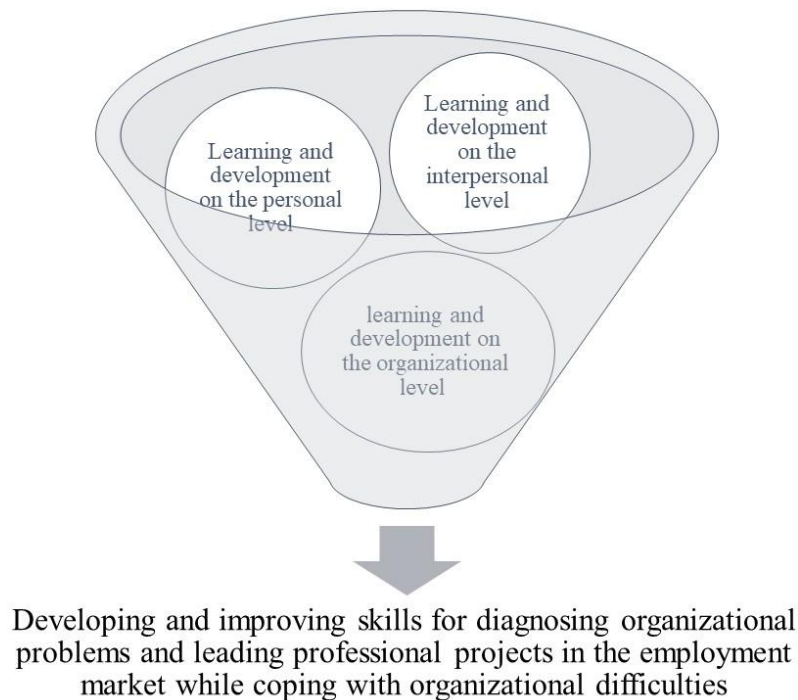 Learning and
development
on the personal
level
Learning and
development
on the
interpersonal
level
learning and
development on
the organizational
level
Developing and improving skills for diagnosing organizational
problems and leading professional projects in the employment
market while coping with organizational difficulties